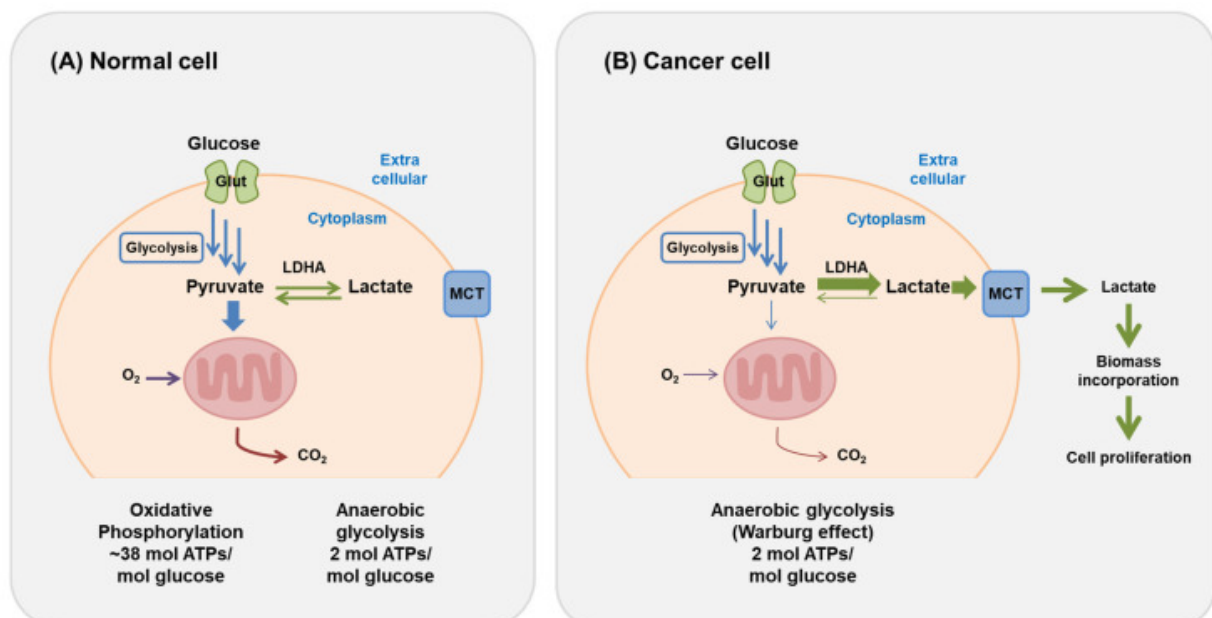 (A) Normal cell
Glucose
Glut
Extra
cellular
Cytoplasm
Glycolysis
LDHA
Pyruvate
Lactate
MCT
O2
CO2
Oxidative
Phosphorylation
~38 mol ATPs/
mol glucose
Anaerobic
glycolysis
2 mol ATPs/
mol glucose
(B) Cancer cell
Glucose
Glut
Extra
cellular
Cytoplasm
Glycolysis
LDHA
Pyruvate
Lactate
MCT
Lactate
Biomass
incorporation
Cell proliferation
O2
CO2
Anaerobic glycolysis
(Warburg effect)
2 mol ATPs/
mol glucose